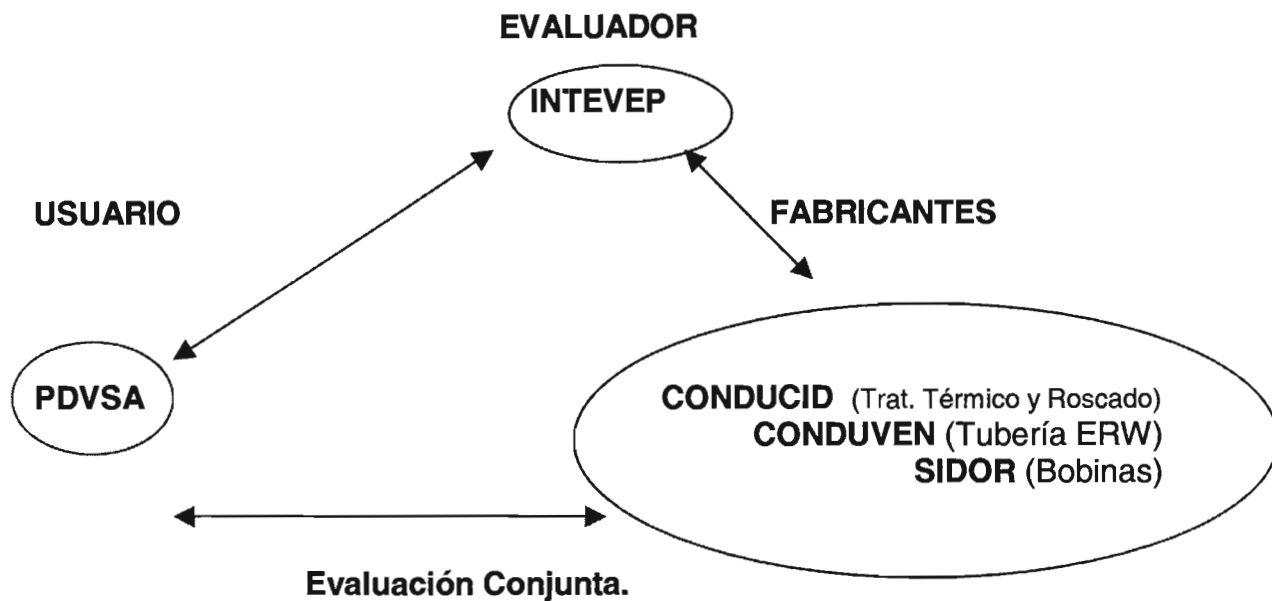 EVALUADOR
INTEVEP
USUARIO
FABRICANTES
PDVSA
CONDUCID (Trat. Térmico y Roscado)
CONDUVEN (Tubería ERW)
SIDOR (Bobinas)
Evaluación Conjunta.